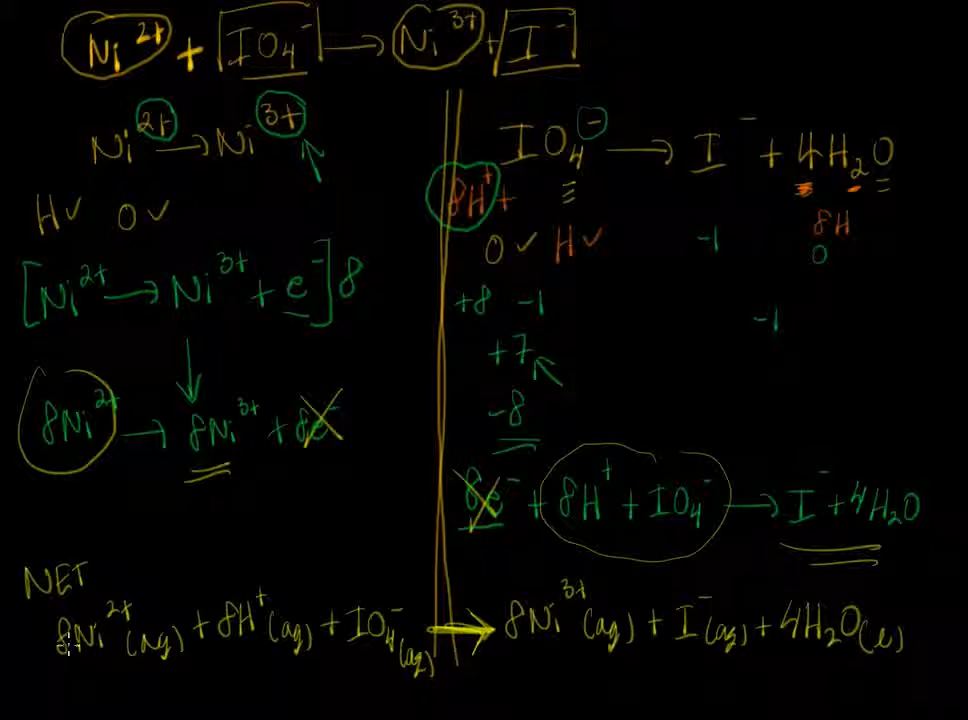 Ni²⁺ + IO₄⁻ → Ni³⁺ + I⁻
Ni²⁺ → Ni³⁺
H✓ O✓
[Ni²⁺ → Ni³⁺ + e⁻] 8
8Ni²⁺ → 8Ni³⁺ + 8e⁻
IO₄⁻ → I⁻ + 4H₂O
8H⁺ +
8H
O✓ H✓ -1 0
+8 -1 -1
+7
-8
8e⁻ + 8H⁺ + IO₄⁻ → I⁻ + 4H₂O
NET
8Ni²⁺(aq) + 8H⁺(aq) + IO₄⁻(aq) → 8Ni³⁺(aq) + I⁻(aq) + 4H₂O(l)